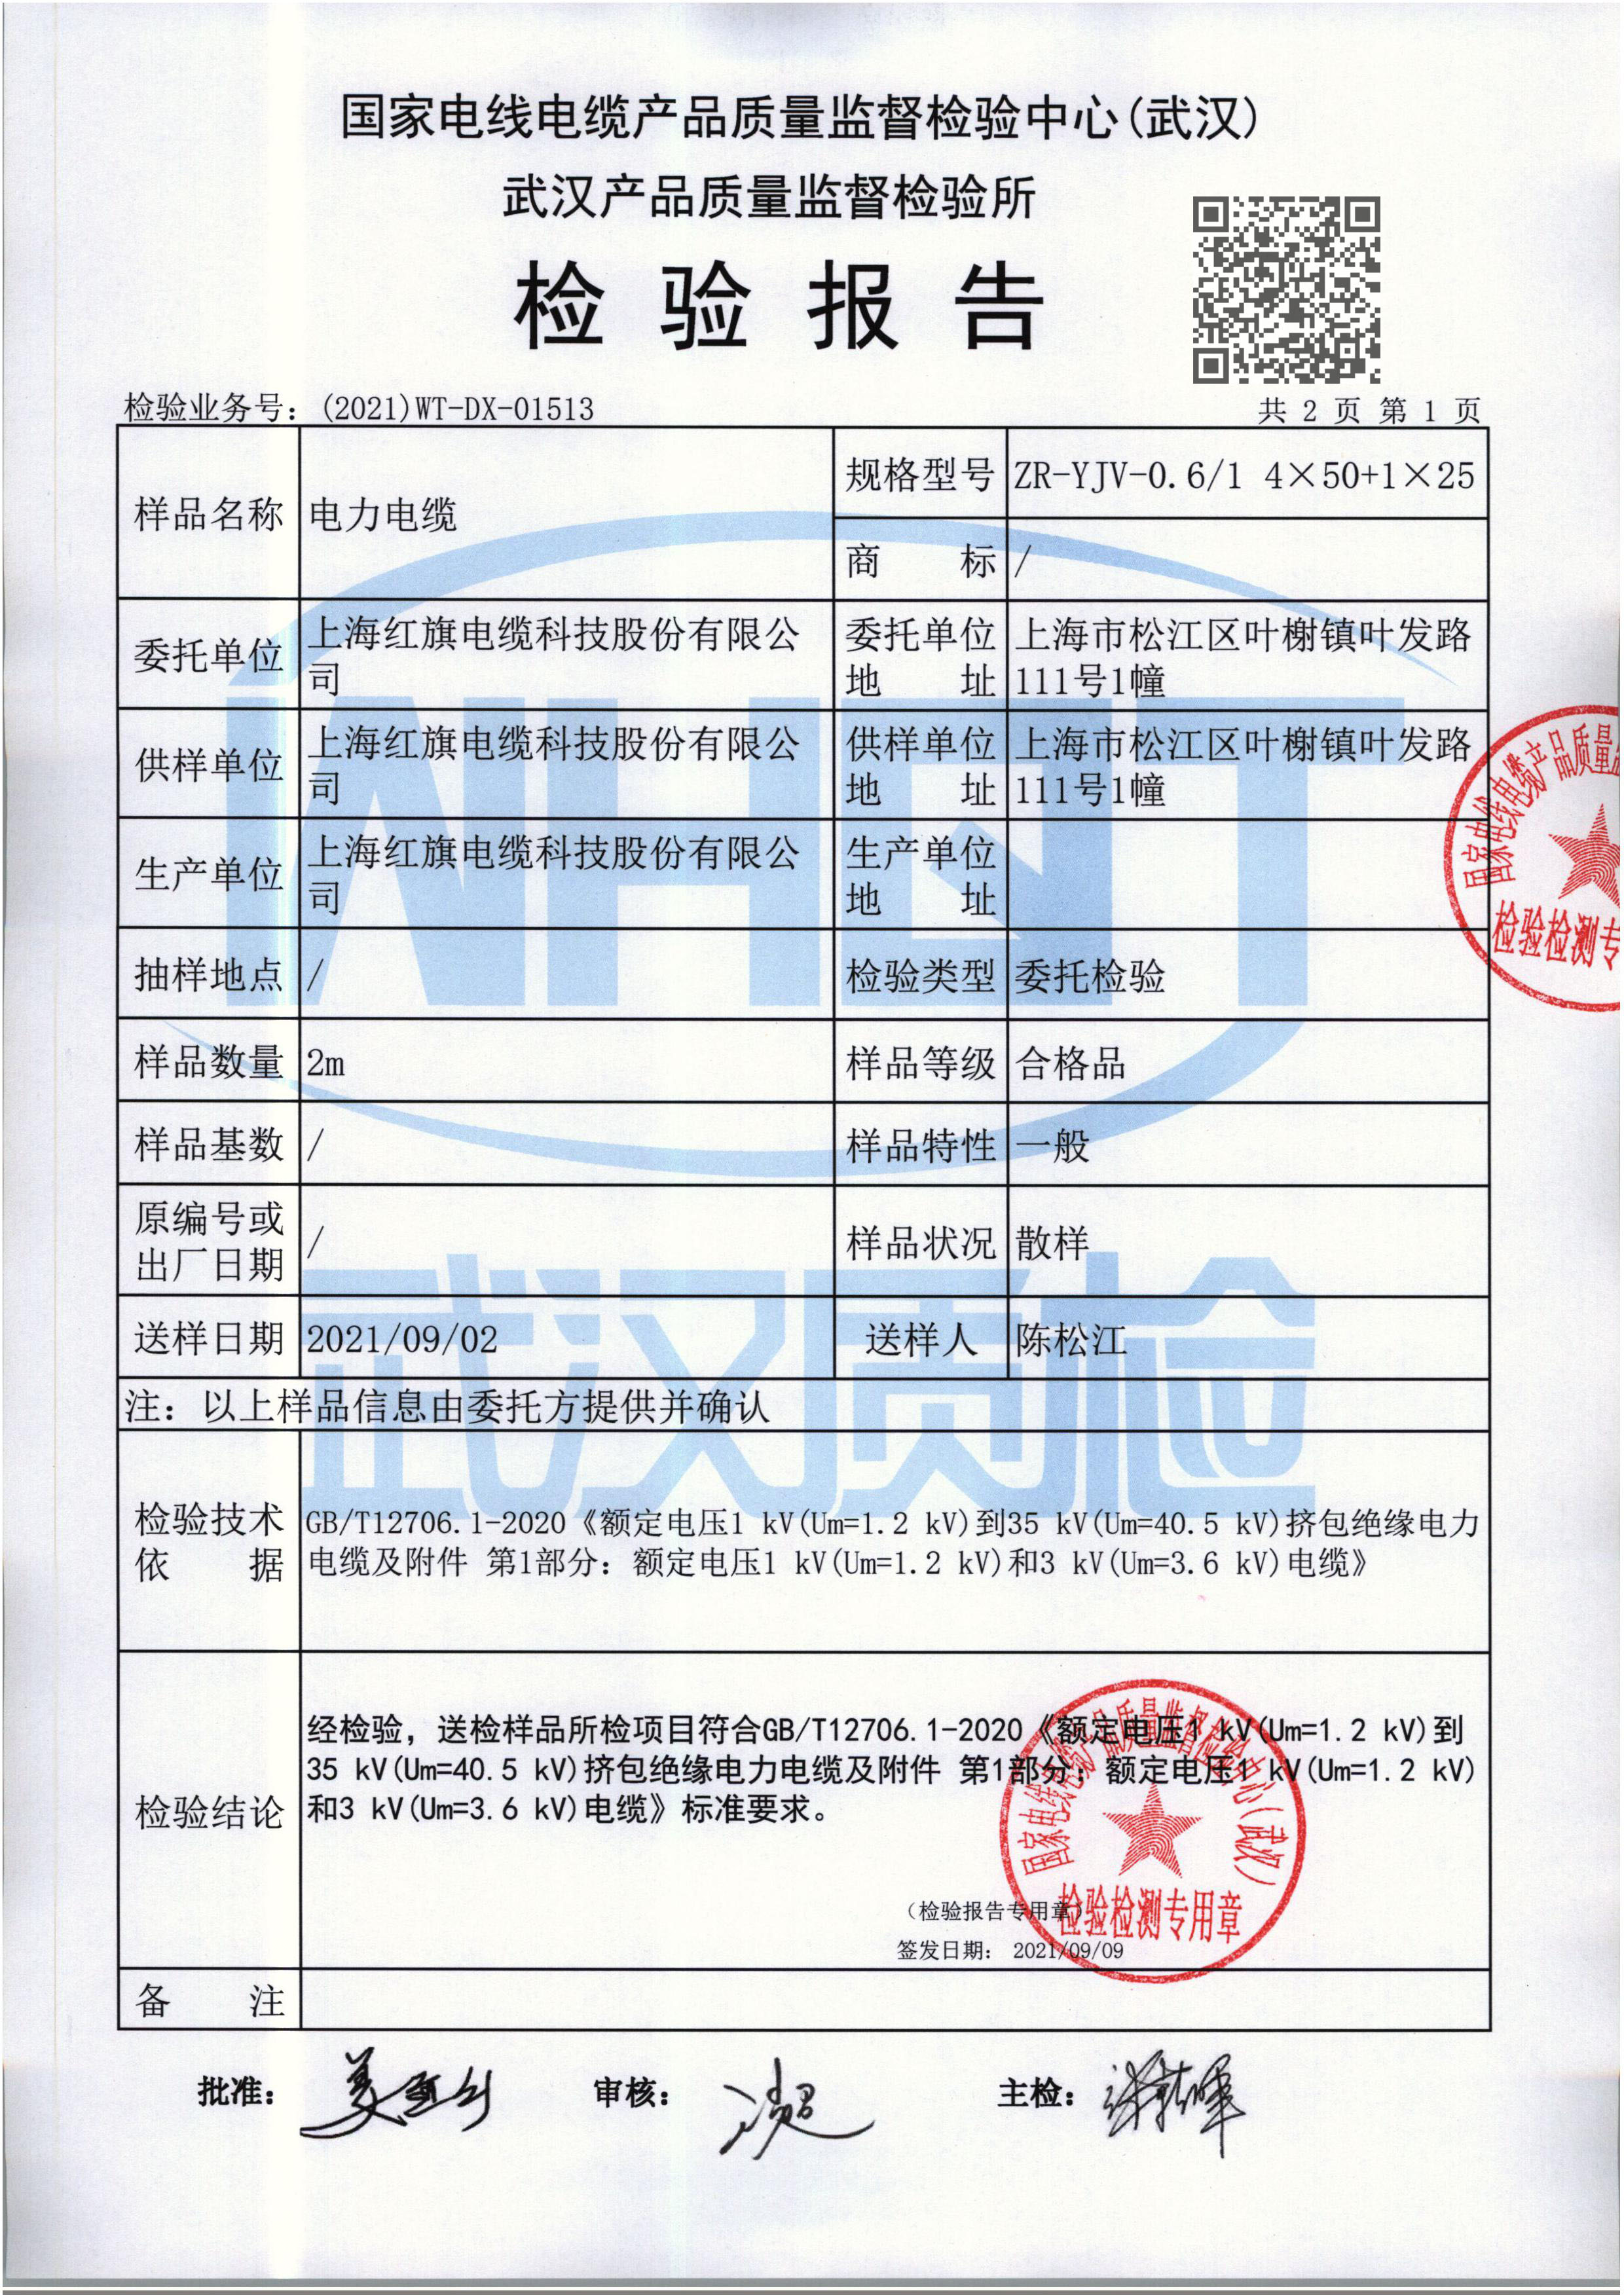 国家电线电缆产品质量监督检验中心(武汉)
武汉产品质量监督检验所
检验报告
检验业务号：(2021)WT-DX-01513
共 2 页 第 1 页
样品名称 电力电缆
规格型号 ZR-YJV-0.6/1 4×50+1×25
商标 /
委托单位 上海红旗电缆科技股份有限公
司
委托单位
地址
上海市松江区叶榭镇叶发路
111号1幢
供样单位 上海红旗电缆科技股份有限公
司
供样单位
地址
上海市松江区叶榭镇叶发路
111号1幢
生产单位 上海红旗电缆科技股份有限公
司
生产单位
地址
抽样地点 /
检验类型 委托检验
样品数量 2m
样品等级 合格品
样品基数 /
样品特性 一般
原编号或
出厂日期
/
样品状况 散样
送样日期 2021/09/02
送样人 陈松江
注：以上样品信息由委托方提供并确认
检验技术
依据
GB/T12706.1-2020《额定电压1 kV(Um=1.2 kV)到35 kV(Um=40.5 kV)挤包绝缘电力
电缆及附件 第1部分：额定电压1 kV(Um=1.2 kV)和3 kV(Um=3.6 kV)电缆》
检验结论
经检验，送检样品所检项目符合GB/T12706.1-2020《额定电压1 kV(Um=1.2 kV)到
35 kV(Um=40.5 kV)挤包绝缘电力电缆及附件 第1部分：额定电压1 kV(Um=1.2 kV)
和3 kV(Um=3.6 kV)电缆》标准要求。
（检验报告专用章）
签发日期： 2021/09/09
国家电线电缆产品质量监督检验中心(武汉)
检验检测专用章
国家电线电缆产品质量监
检验检测专
备注
批准：
审核：
主检：
WHQT
武汉质检